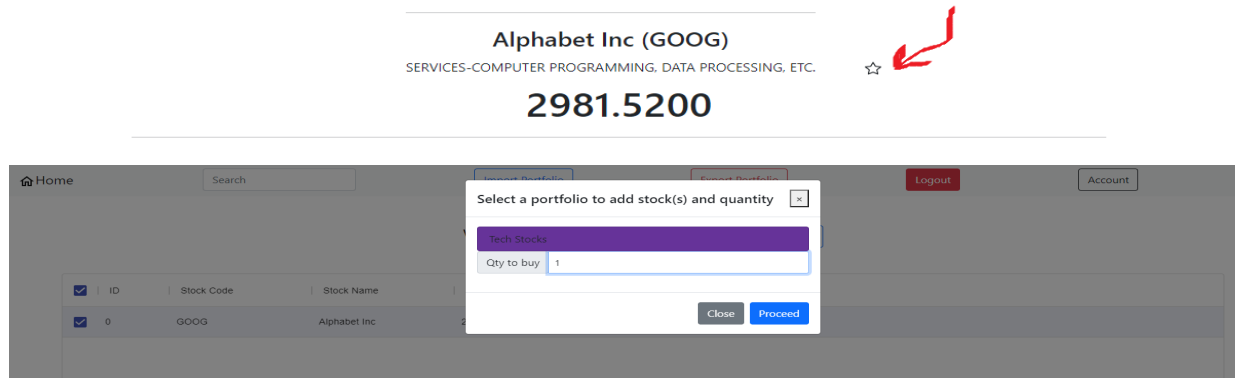 Alphabet Inc (GOOG)
SERVICES-COMPUTER PROGRAMMING, DATA PROCESSING, ETC.
2981.5200
Home Search Import Portfolio Export Portfolio Logout Account
Select a portfolio to add stock(s) and quantity ×
Tech Stocks
Qty to buy 1
Close Proceed
ID Stock Code Stock Name
0 GOOG Alphabet Inc 2